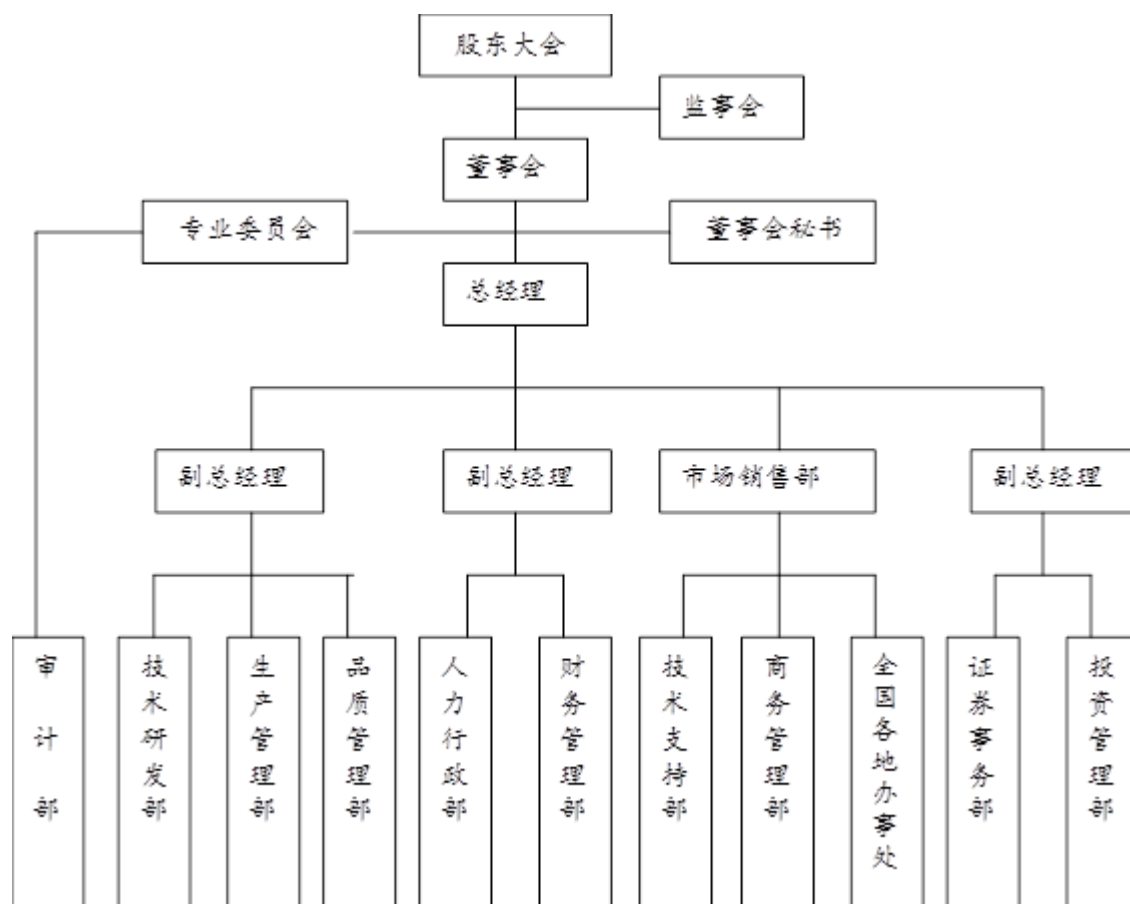 股东大会
监事会
董事会
专业委员会
董事会秘书
总经理
副总经理
副总经理
市场销售部
副总经理
审计部
技术研发部
生产管理部
品质管理部
人力行政部
财务管理部
技术支持部
商务管理部
全国各地办事处
证券事务部
投资管理部